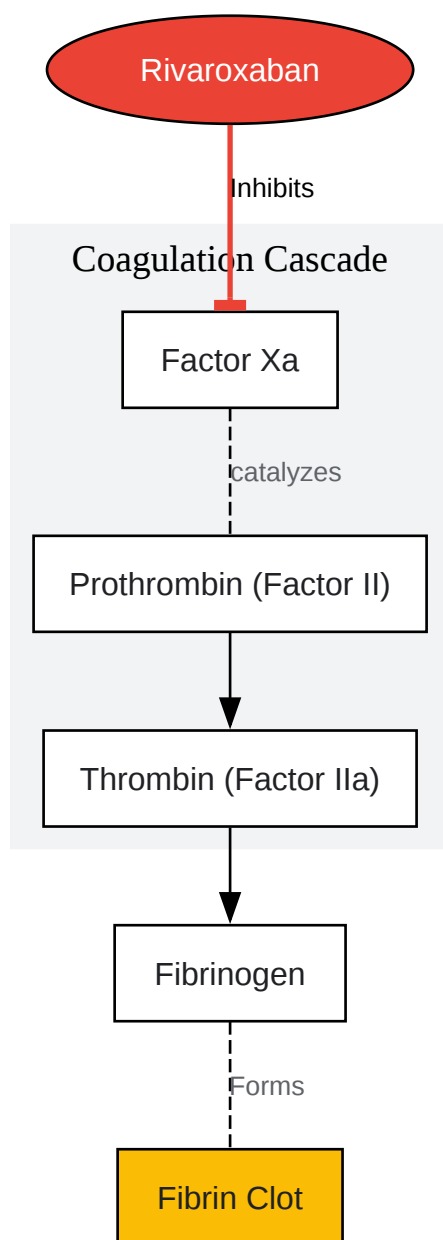 Rivaroxaban
Inhibits
Coagulation Cascade
Factor Xa
catalyzes
Prothrombin (Factor II)
Thrombin (Factor IIa)
Fibrinogen
Forms
Fibrin Clot